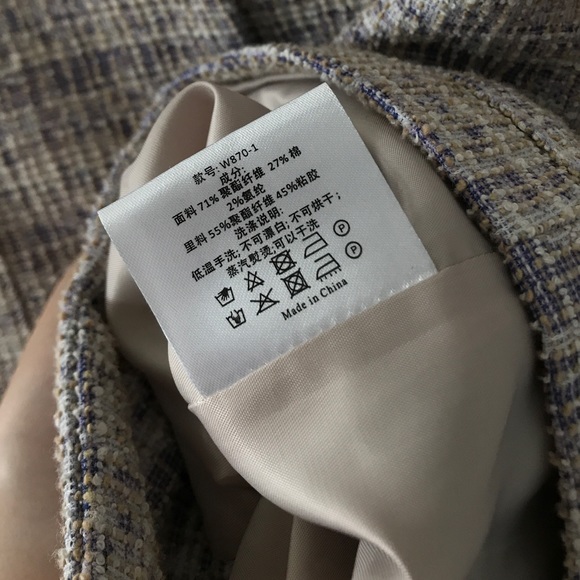 款号: W870-1
成分:
面料 71% 聚酯纤维 27% 棉
2% 氨纶
里料 55% 聚酯纤维 45% 粘胶
洗涤说明:
低温手洗; 不可漂白; 不可烘干;
蒸汽熨烫; 可以干洗
P
P
Made in China